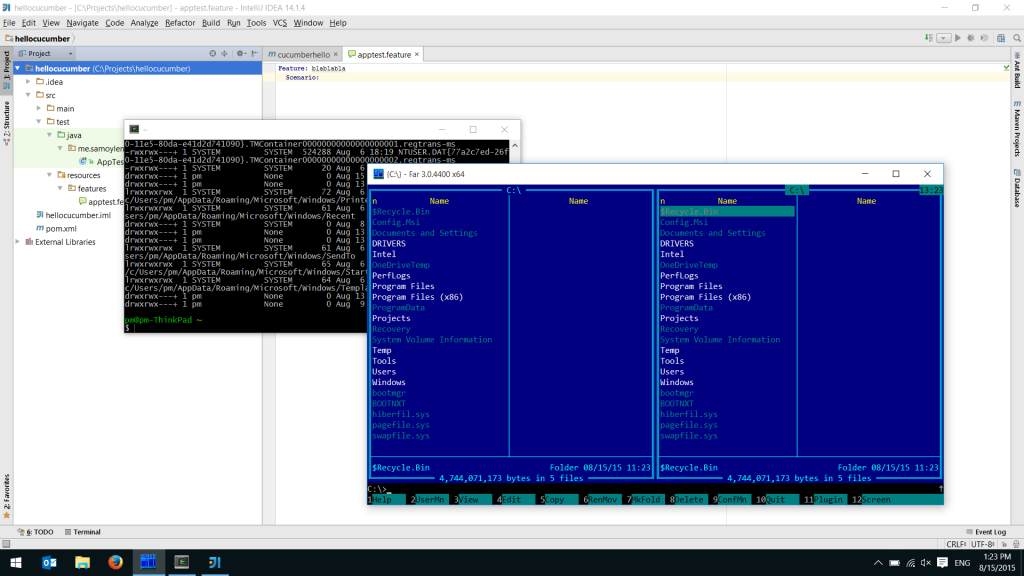 hellocucumber - [C:\Projects\hellocucumber] - apptest.feature - IntelliJ IDEA 14.1.4
File Edit View Navigate Code Analyze Refactor Build Run Tools VCS Window Help
hellocucumber
Project
cucumberhello
apptest.feature
1: Project
2: Structure
2: Favorites
Ant Build
Maven Projects
Database
hellocucumber (C:\Projects\hellocucumber)
.idea
src
main
test
java
me.samoylen
AppTes
resources
features
apptest.fe
hellocucumber.iml
pom.xml
External Libraries
Feature: blablabla
Scenario:
~
0-11e5-80da-e41d2d741090}.TMContainer00000000000000000001.regtrans-ms
-rwxrwx---+ 1 SYSTEM SYSTEM 524288 Aug 6 18:19 NTUSER.DAT{77a2c7ed-26f
0-11e5-80da-e41d2d741090}.TMContainer00000000000000000002.regtrans-ms
-rwxrwx---+ 1 SYSTEM SYSTEM 20 Aug 6
drwxrwx---+ 1 pm None 0 Aug 15
drwxrwx---+ 1 pm None 0 Aug 13
lrwxrwxrwx 1 SYSTEM SYSTEM 72 Aug 6
c/Users/pm/AppData/Roaming/Microsoft/Windows/Printe
lrwxrwxrwx 1 SYSTEM SYSTEM 61 Aug 6
sers/pm/AppData/Roaming/Microsoft/Windows/Recent
drwxrwx---+ 1 SYSTEM SYSTEM 0 Aug 8
drwxrwx---+ 1 pm None 0 Aug 13
drwxrwx---+ 1 pm None 0 Aug 13
lrwxrwxrwx 1 SYSTEM SYSTEM 61 Aug 6
sers/pm/AppData/Roaming/Microsoft/Windows/SendTo
lrwxrwxrwx 1 SYSTEM SYSTEM 65 Aug 6
/c/Users/pm/AppData/Roaming/Microsoft/Windows/Start
lrwxrwxrwx 1 SYSTEM SYSTEM 64 Aug 6
c/Users/pm/AppData/Roaming/Microsoft/Windows/Templa
drwxrwx---+ 1 pm None 0 Aug 13
drwxrwx---+ 1 pm None 0 Aug 9
pm@pm-ThinkPad ~
$
{C:\} - Far 3.0.4400 x64
C:\
n Name Name
$Recycle.Bin
Config.Msi
Documents and Settings
DRIVERS
Intel
OneDriveTemp
PerfLogs
Program Files
Program Files (x86)
ProgramData
Projects
Recovery
System Volume Information
Temp
Tools
Users
Windows
bootmgr
BOOTNXT
hiberfil.sys
pagefile.sys
swapfile.sys
$Recycle.Bin Folder 08/15/15 11:23
4,744,071,173 bytes in 5 files
C:\ 13:23
n Name Name
$Recycle.Bin
Config.Msi
Documents and Settings
DRIVERS
Intel
OneDriveTemp
PerfLogs
Program Files
Program Files (x86)
ProgramData
Projects
Recovery
System Volume Information
Temp
Tools
Users
Windows
bootmgr
BOOTNXT
hiberfil.sys
pagefile.sys
swapfile.sys
$Recycle.Bin Folder 08/15/15 11:23
4,744,071,173 bytes in 5 files
C:\>_
1Help 2UserMn 3View 4Edit 5Copy 6RenMov 7MkFold 8Delete 9ConfMn 10Quit 11Plugin 12Screen
6: TODO Terminal Event Log
CRLF UTF-8
ENG
1:23 PM
8/15/2015